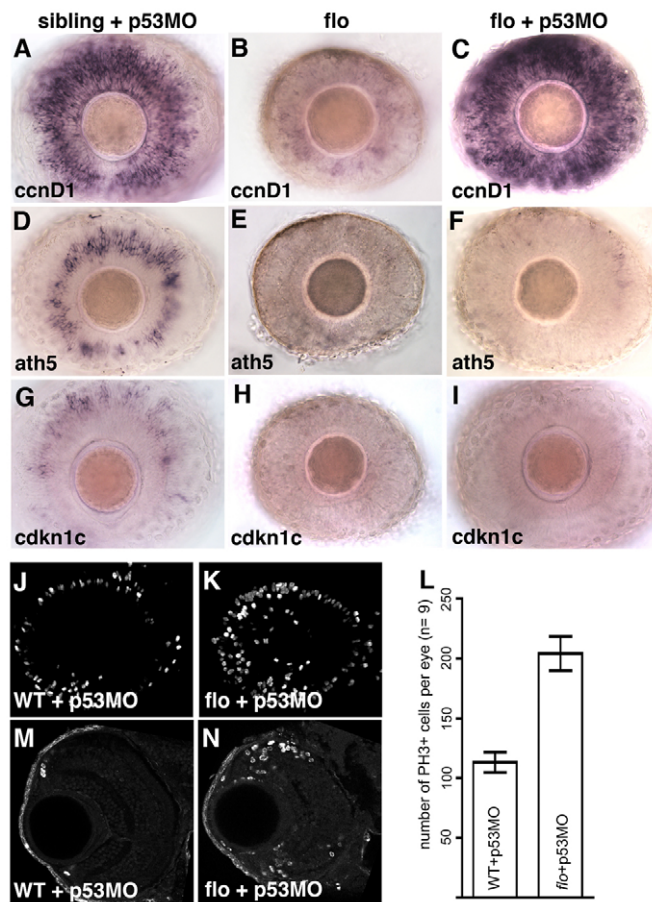 sibling + p53MO
flo
flo + p53MO
A
ccnD1
B
ccnD1
C
ccnD1
D
ath5
E
ath5
F
ath5
G
cdkn1c
H
cdkn1c
I
cdkn1c
J
WT + p53MO
K
flo + p53MO
L
number of PH3+ cells per eye (n= 9)
250
200
150
100
50
WT+p53MO
flo+p53MO
M
WT + p53MO
N
flo + p53MO